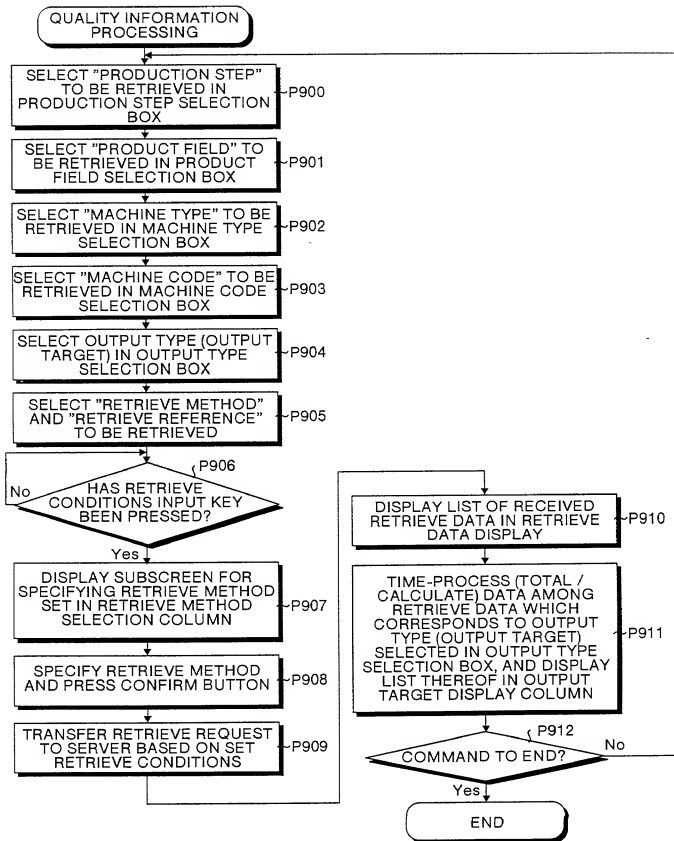 QUALITY INFORMATION
PROCESSING
SELECT "PRODUCTION STEP"
TO BE RETRIEVED IN
PRODUCTION STEP SELECTION
BOX
P900
SELECT "PRODUCT FIELD" TO
BE RETRIEVED IN PRODUCT
FIELD SELECTION BOX
P901
SELECT "MACHINE TYPE" TO BE
RETRIEVED IN MACHINE TYPE
SELECTION BOX
P902
SELECT "MACHINE CODE" TO BE
RETRIEVED IN MACHINE CODE
SELECTION BOX
P903
SELECT OUTPUT TYPE (OUTPUT
TARGET) IN OUTPUT TYPE
SELECTION BOX
P904
SELECT "RETRIEVE METHOD"
AND "RETRIEVE REFERENCE"
TO BE RETRIEVED
P905
P906
HAS RETRIEVE
CONDITIONS INPUT KEY
BEEN PRESSED?
No
Yes
DISPLAY SUBSCREEN FOR
SPECIFYING RETRIEVE METHOD
SET IN RETRIEVE METHOD
SELECTION COLUMN
P907
SPECIFY RETRIEVE METHOD
AND PRESS CONFIRM BUTTON
P908
TRANSFER RETRIEVE REQUEST
TO SERVER BASED ON SET
RETRIEVE CONDITIONS
P909
DISPLAY LIST OF RECEIVED
RETRIEVE DATA IN RETRIEVE
DATA DISPLAY
P910
TIME-PROCESS (TOTAL /
CALCULATE) DATA AMONG
RETRIEVE DATA WHICH
CORRESPONDS TO OUTPUT
TYPE (OUTPUT TARGET)
SELECTED IN OUTPUT TYPE
SELECTION BOX, AND DISPLAY
LIST THEREOF IN OUTPUT
TARGET DISPLAY COLUMN
P911
P912
COMMAND TO END?
No
Yes
END